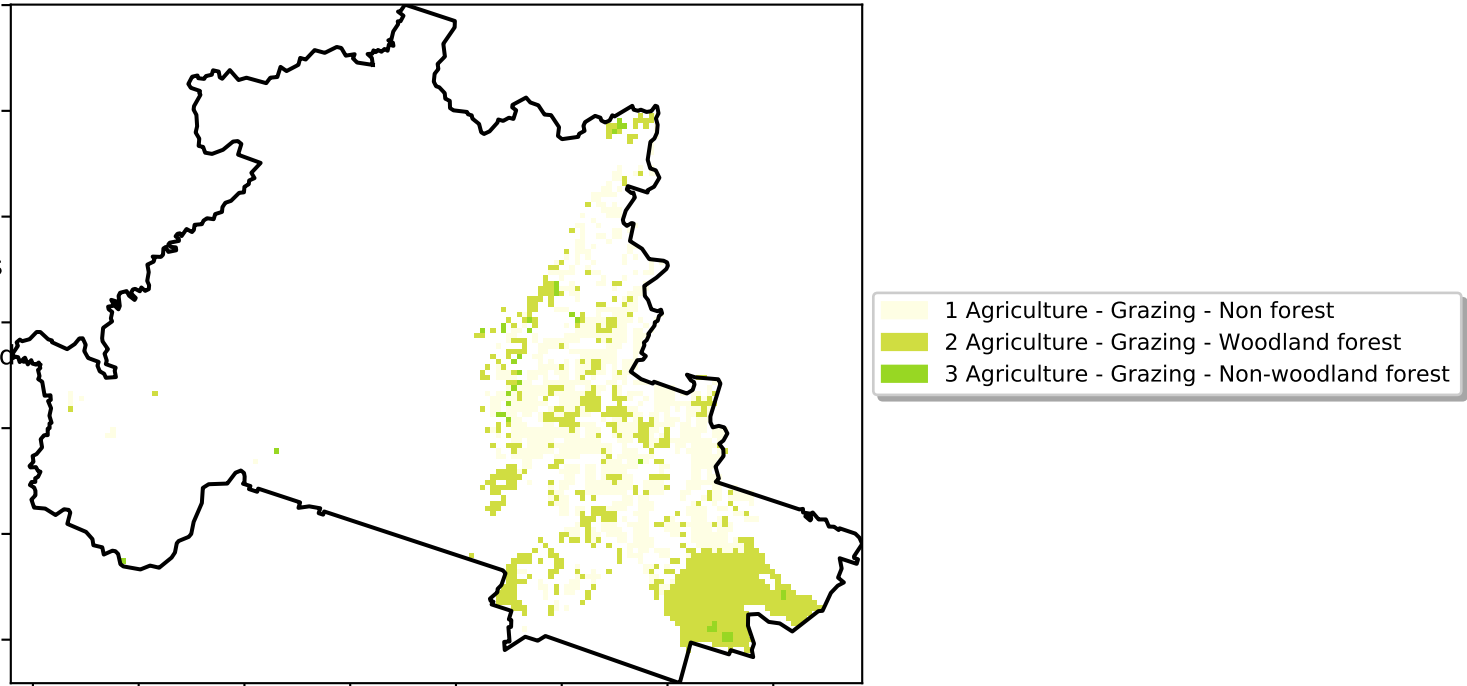 1 Agriculture - Grazing - Non forest
2 Agriculture - Grazing - Woodland forest
3 Agriculture - Grazing - Non-woodland forest